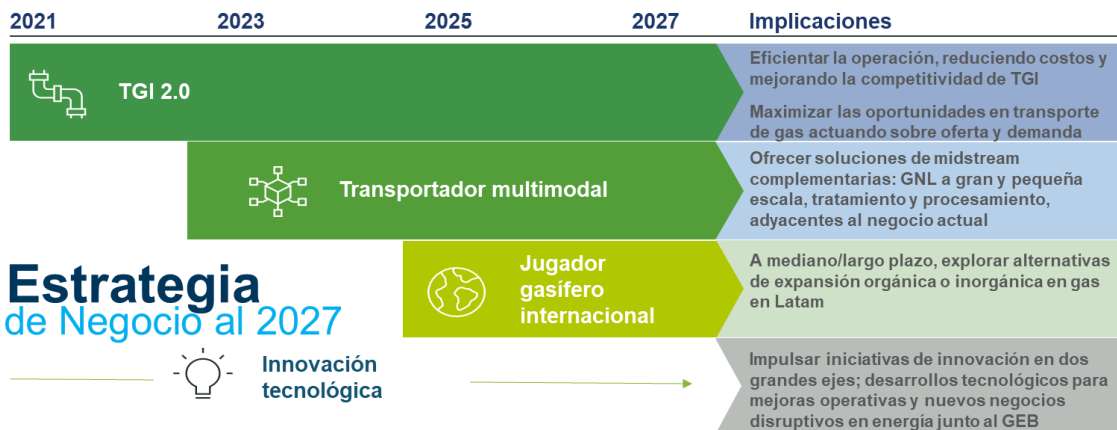 2021
2023
2025
2027
Implicaciones
TGI 2.0
Eficientar la operación, reduciendo costos y
mejorando la competitividad de TGI
Maximizar las oportunidades en transporte
de gas actuando sobre oferta y demanda
Transportador multimodal
Ofrecer soluciones de midstream
complementarias: GNL a gran y pequeña
escala, tratamiento y procesamiento,
adyacentes al negocio actual
Jugador
gasífero
internacional
A mediano/largo plazo, explorar alternativas
de expansión orgánica o inorgánica en gas
en Latam
Estrategia
de Negocio al 2027
Innovación
tecnológica
Impulsar iniciativas de innovación en dos
grandes ejes; desarrollos tecnológicos para
mejoras operativas y nuevos negocios
disruptivos en energía junto al GEB